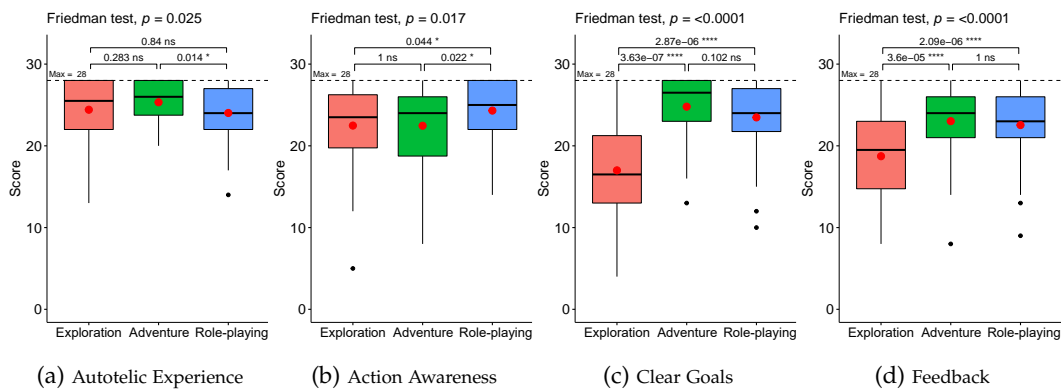 Friedman test, p = 0.025
0.84 ns
0.283 ns
0.014 *
Max = 28
Score
30
20
10
0
Exploration Adventure Role-playing
(a) Autotelic Experience
Friedman test, p = 0.017
0.044 *
1 ns
0.022 *
Max = 28
Score
30
20
10
0
Exploration Adventure Role-playing
(b) Action Awareness
Friedman test, p = <0.0001
2.87e-06 ****
3.63e-07 ****
0.102 ns
Max = 28
Score
30
20
10
0
Exploration Adventure Role-playing
(c) Clear Goals
Friedman test, p = <0.0001
2.09e-06 ****
3.6e-05 ****
1 ns
Max = 28
Score
30
20
10
0
Exploration Adventure Role-playing
(d) Feedback